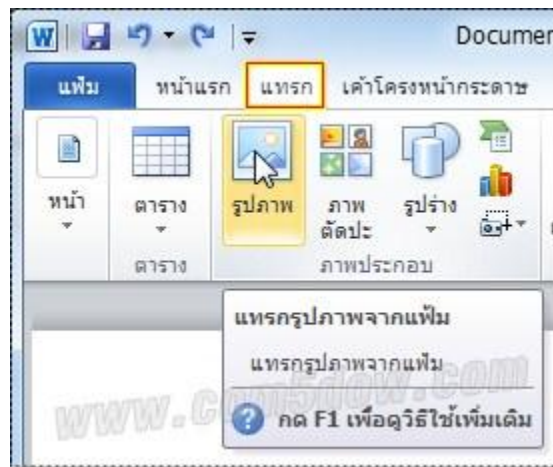 W Documen
แฟ้ม หน้าแรก แทรก เค้าโครงหน้ากระดาษ
หน้า ตาราง รูปภาพ ภาพ รูปร่าง
ตัดปะ
ตาราง ภาพประกอบ
แทรกรูปภาพจากแฟ้ม
แทรกรูปภาพจากแฟ้ม
กด F1 เพื่อดูวิธีใช้เพิ่มเติม
www.com5dow.com